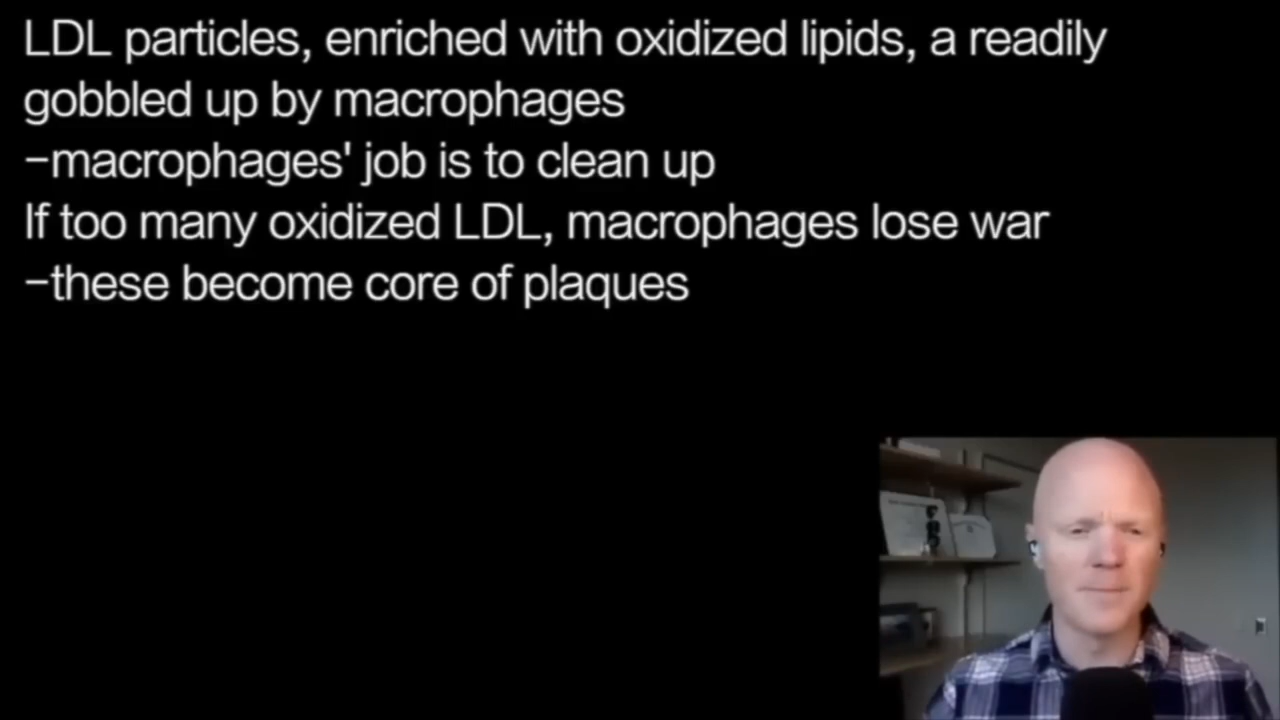 LDL particles, enriched with oxidized lipids, a readily
gobbled up by macrophages
−macrophages' job is to clean up
If too many oxidized LDL, macrophages lose war
−these become core of plaques